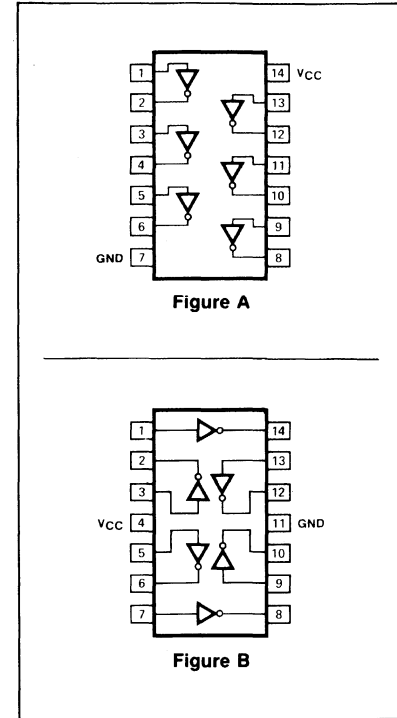 1 14 VCC
2 13
3 12
4 11
5 10
6 9
GND 7 8
Figure A
1 14
2 13
3 12
VCC 4 11 GND
5 10
6 9
7 8
Figure B